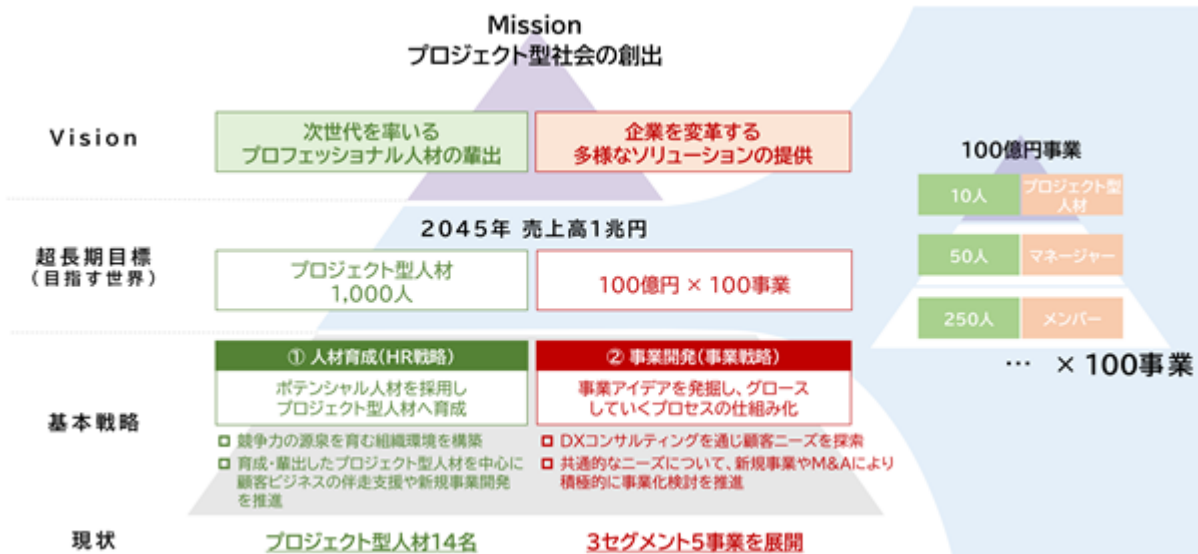 Mission
プロジェクト型社会の創出
Vision
次世代を率いる
プロフェッショナル人材の輩出
企業を変革する
多様なソリューションの提供
超長期目標
（目指す世界）
2045年 売上高1兆円
プロジェクト型人材
1,000人
100億円 × 100事業
基本戦略
① 人材育成(HR戦略)
ポテンシャル人材を採用し
プロジェクト型人材へ育成
競争力の源泉を育む組織環境を構築
育成・輩出したプロジェクト型人材を中心に
顧客ビジネスの伴走支援や新規事業開発
を推進
② 事業開発(事業戦略)
事業アイデアを発掘し、グロース
していくプロセスの仕組み化
DXコンサルティングを通じ顧客ニーズを探索
共通的なニーズについて、新規事業やM&Aにより
積極的に事業化検討を推進
現状
プロジェクト型人材14名
3セグメント5事業を展開
100億円事業
10人
プロジェクト型
人材
50人
マネージャー
250人
メンバー
… × 100事業